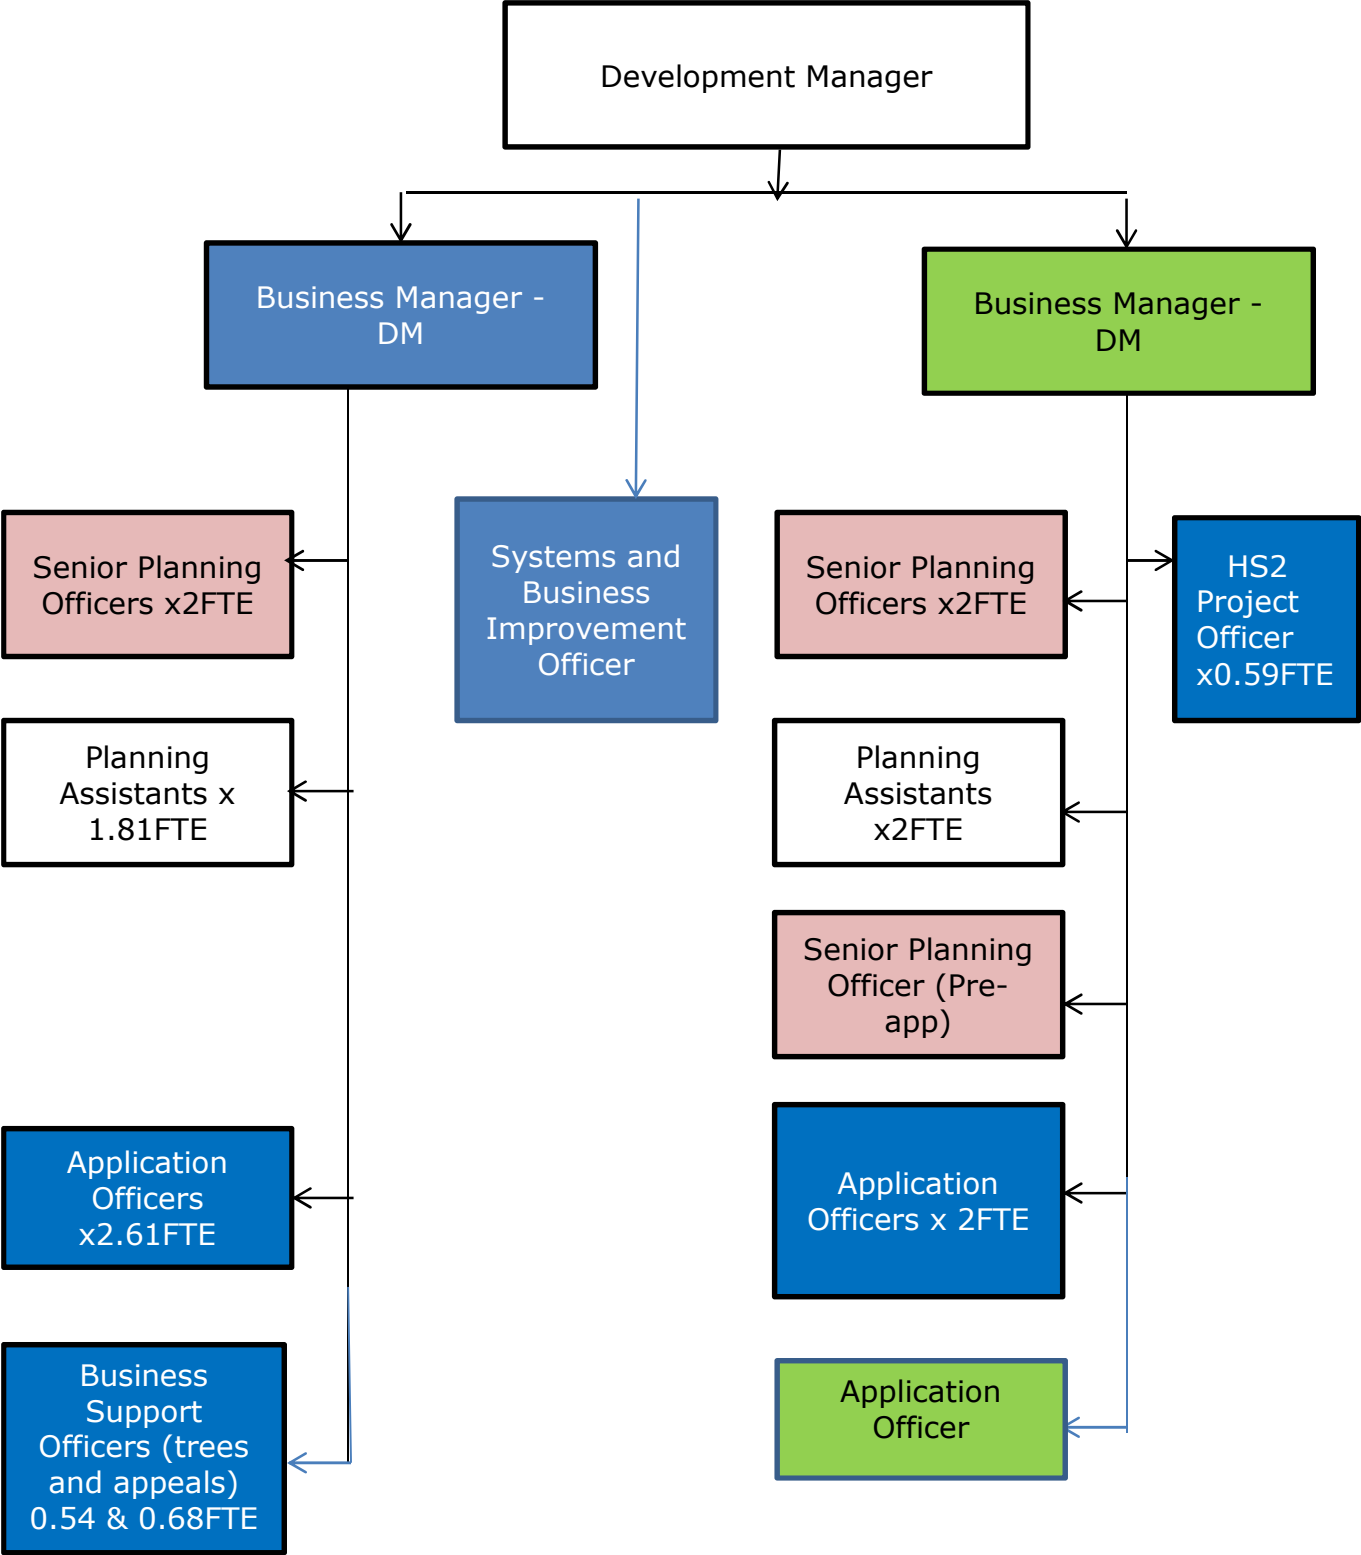 Development Manager
Business Manager -
DM
Business Manager -
DM
Systems and
Business
Improvement
Officer
Senior Planning
Officers x2FTE
Planning
Assistants x
1.81FTE
Application
Officers
x2.61FTE
Business
Support
Officers (trees
and appeals)
0.54 & 0.68FTE
Senior Planning
Officers x2FTE
HS2
Project
Officer
x0.59FTE
Planning
Assistants
x2FTE
Senior Planning
Officer (Pre-
app)
Application
Officers x 2FTE
Application
Officer